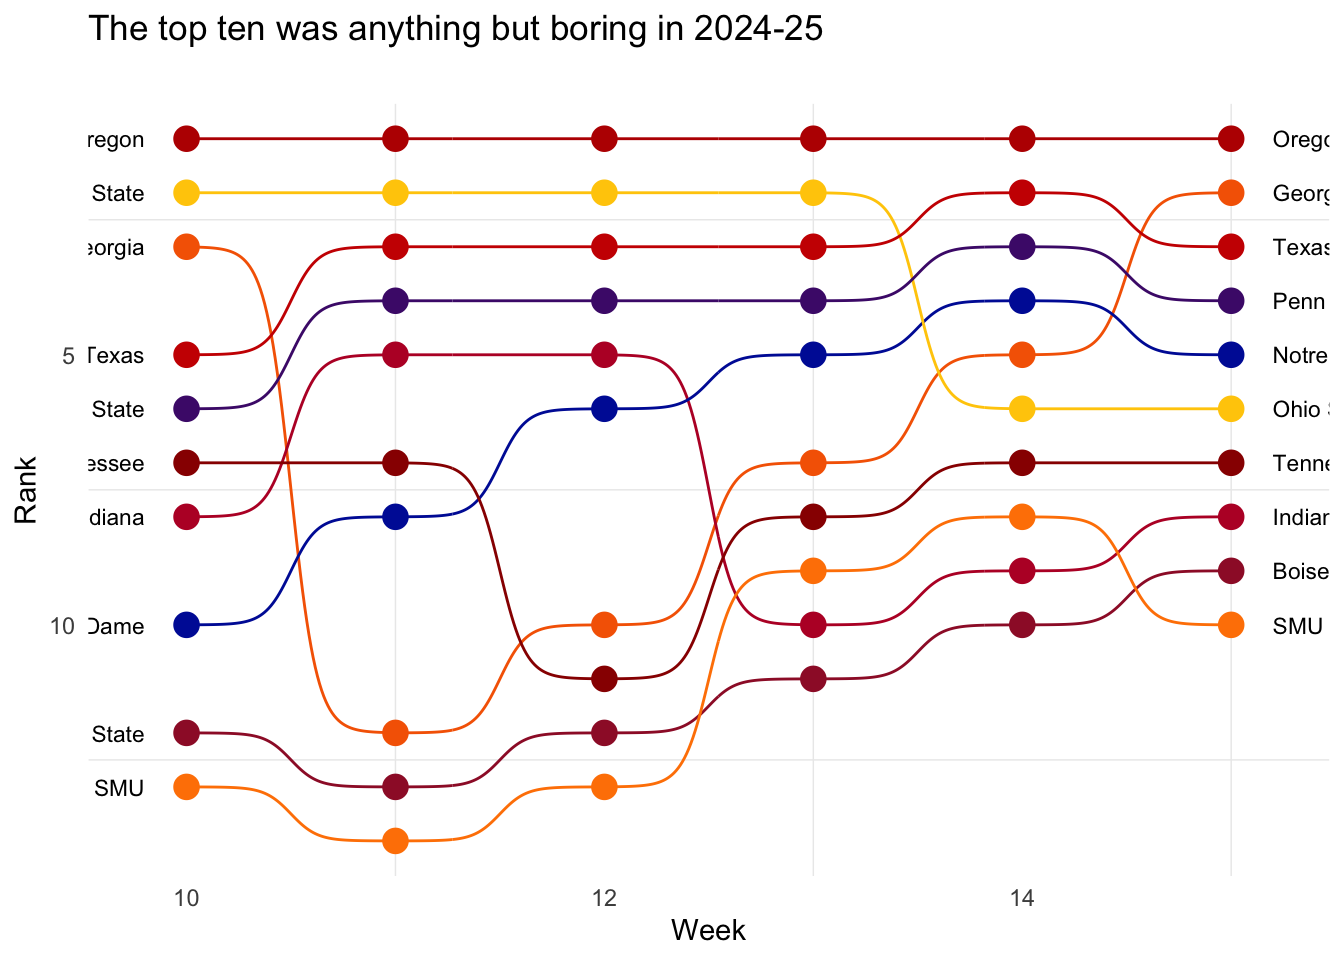 The top ten was anything but boring in 2024-25
regon
Orego
State
Georg
eorgia
Texas
Penn
5
Texas
Notre
State
Ohio
essee
Tenne
Rank
diana
Indian
Boise
10
Dame
SMU
State
SMU
10
12
14
Week